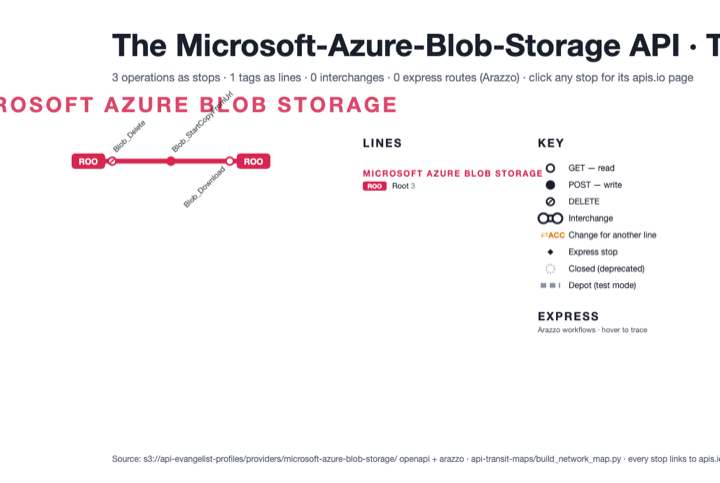 The Microsoft-Azure-Blob-Storage API · T
3 operations as stops · 1 tags as lines · 0 interchanges · 0 express routes (Arazzo) · click any stop for its apis.io page
ROSOFT AZURE BLOB STORAGE
Blob_Delete
Blob_StartCopyFromUrl
ROO
ROO
Blob_Download
LINES
MICROSOFT AZURE BLOB STORAGE
ROO Root 3
KEY
GET — read
POST — write
DELETE
Interchange
⇄ACC Change for another line
Express stop
Closed (deprecated)
Depot (test mode)
EXPRESS
Arazzo workflows · hover to trace
Source: s3://api-evangelist-profiles/providers/microsoft-azure-blob-storage/ openapi + arazzo · api-transit-maps/build_network_map.py · every stop links to apis.i